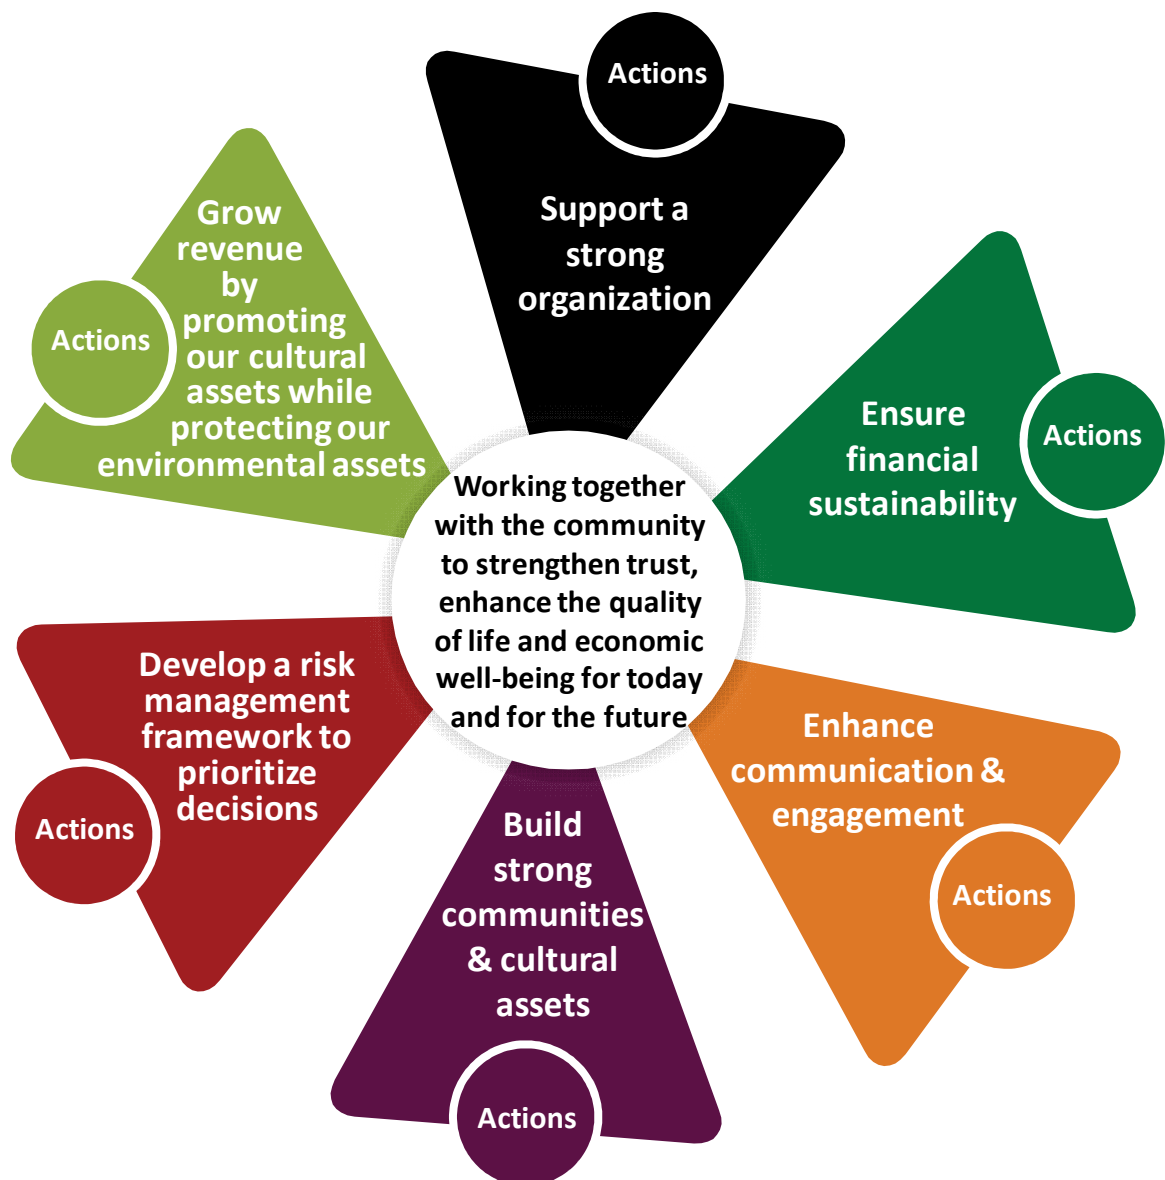 Actions
Support a
strong
organization
Ensure
financial
sustainability
Actions
Enhance
communication &
engagement
Actions
Build
strong
communities
& cultural
assets
Actions
Develop a risk
management
framework to
prioritize
decisions
Actions
Grow
revenue
by
promoting
our cultural
assets while
protecting our
environmental assets
Actions
Working together
with the community
to strengthen trust,
enhance the quality
of life and economic
well-being for today
and for the future